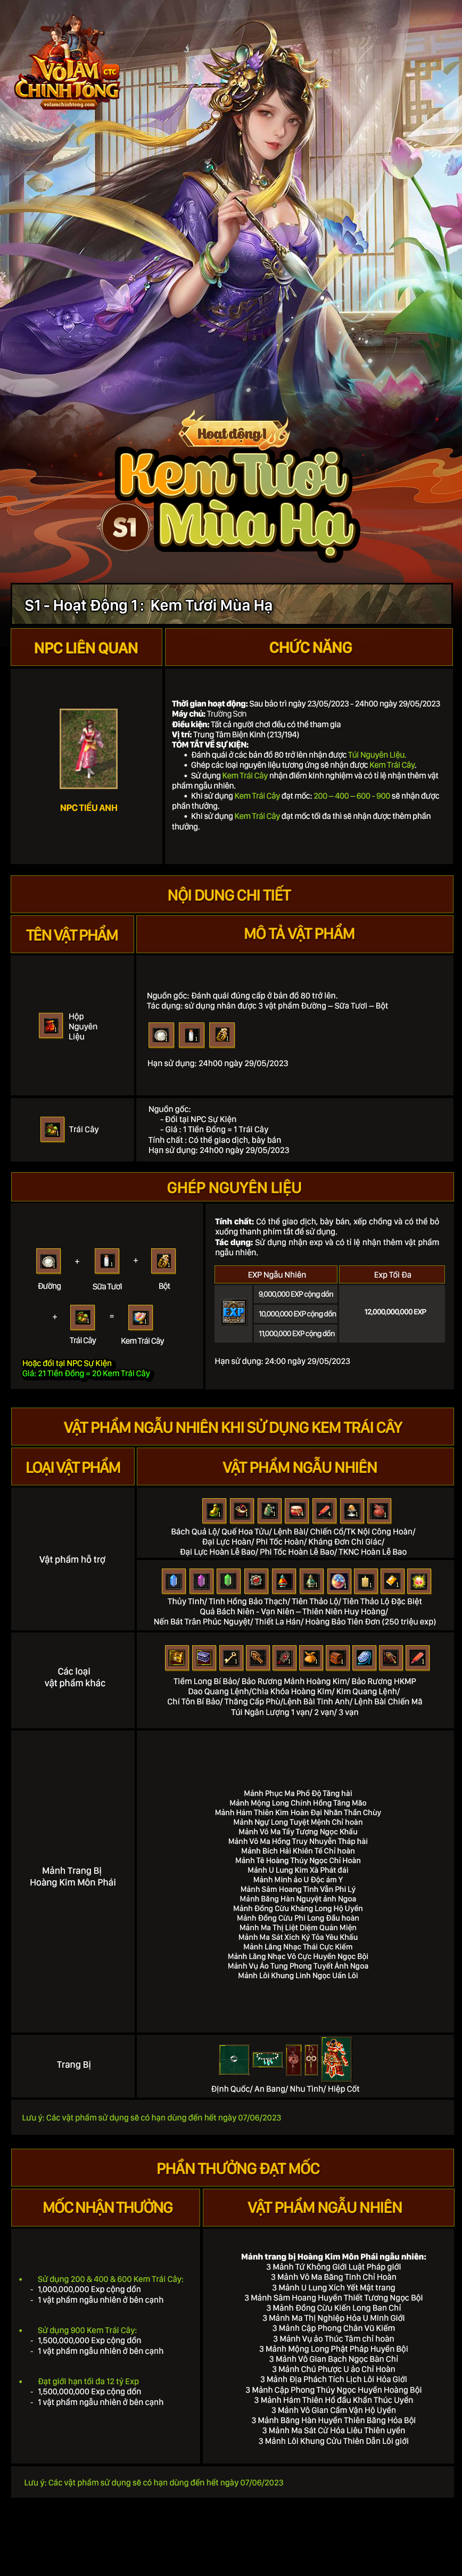 VÕ LÂM
CTC
CHÍNH TÔNG
volamchinhtong.com
Hoạt động 1
Kem Tươi
S1
Mùa Hạ
S1 - Hoạt Động 1 : Kem Tươi Mùa Hạ
NPC LIÊN QUAN
CHỨC NĂNG
Thời gian hoạt động: Sau bảo trì ngày 23/05/2023 - 24h00 ngày 29/05/2023
Máy chủ: Trường Sơn
Điều kiện: Tất cả người chơi đều có thể tham gia
Vị trí: Trung Tâm Biện Kinh (213/194)
TÓM TẮT VỀ SỰ KIỆN:
• Đánh quái ở các bản đồ 80 trở lên nhận được Túi Nguyên Liệu.
• Ghép các loại nguyên liệu tương ứng sẽ nhận được Kem Trái Cây.
• Sử dụng Kem Trái Cây nhận điểm kinh nghiệm và có tỉ lệ nhận thêm vật
phẩm ngẫu nhiên.
• Khi sử dụng Kem Trái Cây đạt mốc: 200 – 400 – 600 - 900 sẽ nhận được
phần thưởng.
• Khi sử dụng Kem Trái Cây đạt mốc tối đa thì sẽ nhận được thêm phần
thưởng.
NPC TIỂU ANH
NỘI DUNG CHI TIẾT
TÊN VẬT PHẨM
MÔ TẢ VẬT PHẨM
Hộp
Nguyên
Liệu
Nguồn gốc: Đánh quái đúng cấp ở bản đồ 80 trở lên.
Tác dụng: sử dụng nhân được 3 vật phẩm Đường – Sữa Tươi – Bột
Hạn sử dụng: 24h00 ngày 29/05/2023
Trái Cây
Nguồn gốc:
- Đổi tại NPC Sự Kiện
- Giá : 1 Tiền Đồng = 1 Trái Cây
Tính chất : Có thể giao dịch, bày bán
Hạn sử dụng: 24h00 ngày 29/05/2023
GHÉP NGUYÊN LIỆU
+ +
Đường Sữa Tươi Bột
+ =
Trái Cây Kem Trái Cây
Hoặc đổi tại NPC Sự Kiện
Giá: 21 Tiền Đồng = 20 Kem Trái Cây
Tính chất: Có thể giao dịch, bày bán, xếp chồng và có thể bỏ
xuống thanh phím tắt để sử dụng.
Tác dụng: Sử dụng nhận exp và có tỉ lệ nhận thêm vật phẩm
ngẫu nhiên.
EXP Ngẫu Nhiên
Exp Tối Đa
EXP
9,000,000 EXP cộng dồn
10,000,000 EXP cộng dồn
11,000,000 EXP cộng dồn
12,000,000,000 EXP
Hạn sử dụng: 24:00 ngày 29/05/2023
VẬT PHẨM NGẪU NHIÊN KHI SỬ DỤNG KEM TRÁI CÂY
LOẠI VẬT PHẨM
VẬT PHẨM NGẪU NHIÊN
Vật phẩm hỗ trợ
Bách Quả Lộ/ Quế Hoa Tửu/ Lệnh Bài/ Chiến Cổ/TK Nội Công Hoàn/
Đại Lực Hoàn/ Phi Tốc Hoàn/ Kháng Đơn Chi Giác/
Đại Lực Hoàn Lễ Bao/ Phi Tốc Hoàn Lễ Bao/ TKNC Hoàn Lễ Bao
Thủy Tinh/ Tinh Hồng Bảo Thạch/ Tiên Thảo Lộ/ Tiên Thảo Lộ Đặc Biệt
Quả Bách Niên - Vạn Niên – Thiên Niên Huy Hoàng/
Nến Bát Trân Phúc Nguyệt/ Thiết La Hán/ Hoàng Bảo Tiên Đơn (250 triệu exp)
Các loại
vật phẩm khác
Tiềm Long Bí Bảo/ Bảo Rương Mảnh Hoàng Kim/ Bảo Rương HKMP
Dao Quang Lệnh/Chìa Khóa Hoàng Kim/ Kim Quang Lệnh/
Chí Tôn Bí Bảo/ Thăng Cấp Phù/Lệnh Bài Tinh Anh/ Lệnh Bài Chiến Mã
Túi Ngân Lượng 1 vạn/ 2 vạn/ 3 vạn
Mảnh Trang Bị
Hoàng Kim Môn Phái
Mảnh Phục Ma Phổ Độ Tăng hài
Mảnh Mộng Long Chính Hồng Tăng Mão
Mảnh Hám Thiên Kim Hoàn Đại Nhãn Thần Chùy
Mảnh Ngự Long Tuyệt Mệnh Chỉ hoàn
Mảnh Vô Ma Tẩy Tượng Ngọc Khấu
Mảnh Vô Ma Hồng Truy Nhuyễn Tháp hài
Mảnh Bích Hải Khiên Tế Chỉ hoàn
Mảnh Tê Hoàng Thúy Ngọc Chỉ Hoàn
Mảnh U Lung Kim Xà Phát đái
Mảnh Minh ảo U Độc ám Y
Mảnh Sâm Hoang Tinh Vẫn Phi Lý
Mảnh Băng Hàn Nguyệt ảnh Ngoa
Mảnh Đồng Cừu Kháng Long Hộ Uyển
Mảnh Đồng Cừu Phi Long Đầu hoàn
Mảnh Ma Thị Liệt Diệm Quán Miện
Mảnh Ma Sát Xích Ký Tỏa Yêu Khấu
Mảnh Lăng Nhạc Thái Cực Kiếm
Mảnh Lăng Nhạc Vô Cực Huyền Ngọc Bội
Mảnh Vụ Ảo Tung Phong Tuyết Ảnh Ngoa
Mảnh Lôi Khung Linh Ngọc Uẩn Lôi
Trang Bị
Định Quốc/ An Bang/ Nhu Tình/ Hiệp Cốt
Lưu ý: Các vật phẩm sử dụng sẽ có hạn dùng đến hết ngày 07/06/2023
PHẦN THƯỞNG ĐẠT MỐC
MỐC NHẬN THƯỞNG
VẬT PHẨM NGẪU NHIÊN
• Sử dụng 200 & 400 & 600 Kem Trái Cây:
- 1,000,000,000 Exp cộng dồn
- 1 vật phẩm ngẫu nhiên ở bên cạnh
• Sử dụng 900 Kem Trái Cây:
- 1,500,000,000 Exp cộng dồn
- 1 vật phẩm ngẫu nhiên ở bên cạnh
• Đạt giới hạn tối đa 12 tỷ Exp
- 1,500,000,000 Exp cộng dồn
- 1 vật phẩm ngẫu nhiên ở bên cạnh
Mảnh trang bị Hoàng Kim Môn Phái ngẫu nhiên:
3 Mảnh Tứ Không Giới Luật Pháp giới
3 Mảnh Vô Ma Băng Tinh Chỉ Hoàn
3 Mảnh U Lung Xích Yết Mật trang
3 Mảnh Sâm Hoang Huyền Thiết Tương Ngọc Bội
3 Mảnh Đồng Cừu Kiến Long Ban Chỉ
3 Mảnh Ma Thị Nghiệp Hỏa U Minh Giới
3 Mảnh Cập Phong Chân Vũ Kiếm
3 Mảnh Vụ ảo Thúc Tâm chỉ hoàn
3 Mảnh Mộng Long Phật Pháp Huyền Bội
3 Mảnh Vô Gian Bạch Ngọc Bàn Chỉ
3 Mảnh Chú Phược U ảo Chỉ Hoàn
3 Mảnh Địa Phách Tích Lịch Lôi Hỏa Giới
3 Mảnh Cập Phong Thúy Ngọc Huyền Hoàng Bội
3 Mảnh Hám Thiên Hổ đầu Khẩn Thúc Uyển
3 Mảnh Vô Gian Cầm Vận Hộ Uyển
3 Mảnh Băng Hàn Huyền Thiên Băng Hỏa Bội
3 Mảnh Ma Sát Cử Hỏa Liêu Thiên uyển
3 Mảnh Lôi Khung Cửu Thiên Dẫn Lôi giới
Lưu ý: Các vật phẩm sử dụng sẽ có hạn dùng đến hết ngày 07/06/2023